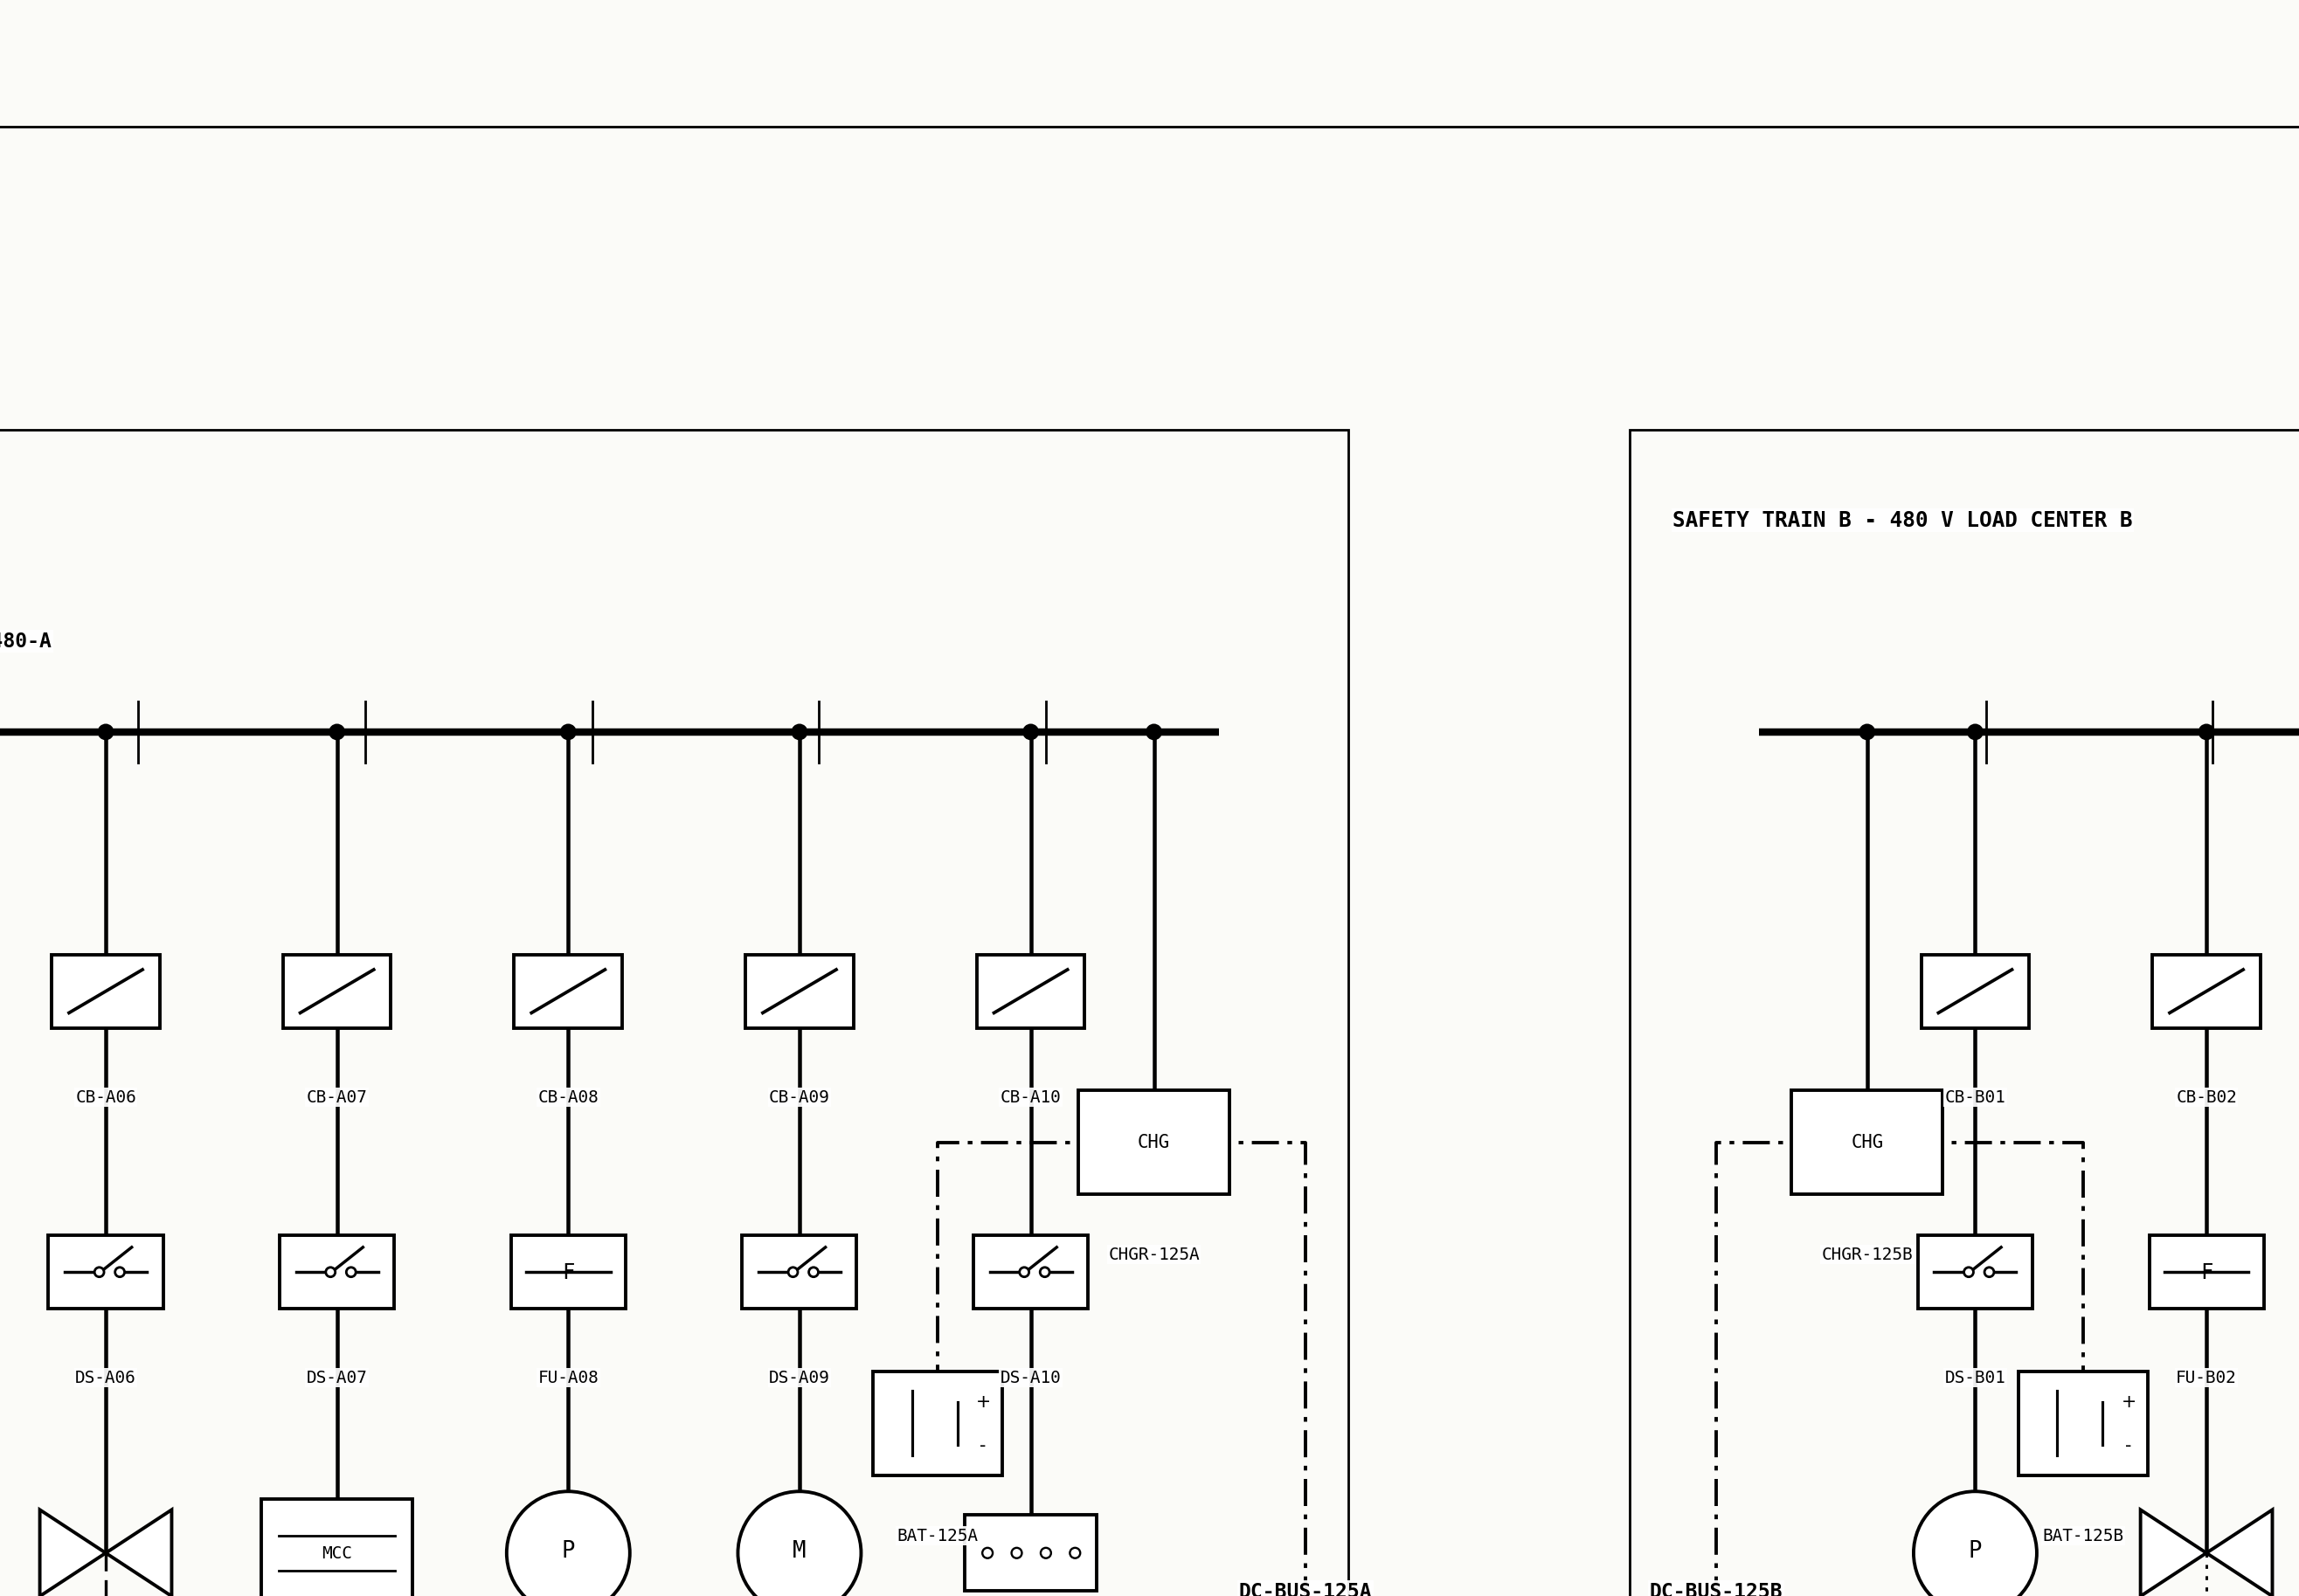 SAFETY TRAIN B - 480 V LOAD CENTER B
480-A
CB-A06 CB-A07 CB-A08 CB-A09 CB-A10 CB-B01 CB-B02
CHG CHG
CHGR-125A CHGR-125B
F F
DS-A06 DS-A07 FU-A08 DS-A09 DS-A10 DS-B01 FU-B02
+ +
- -
BAT-125A BAT-125B
MCC P M P
DC-BUS-125A DC-BUS-125B